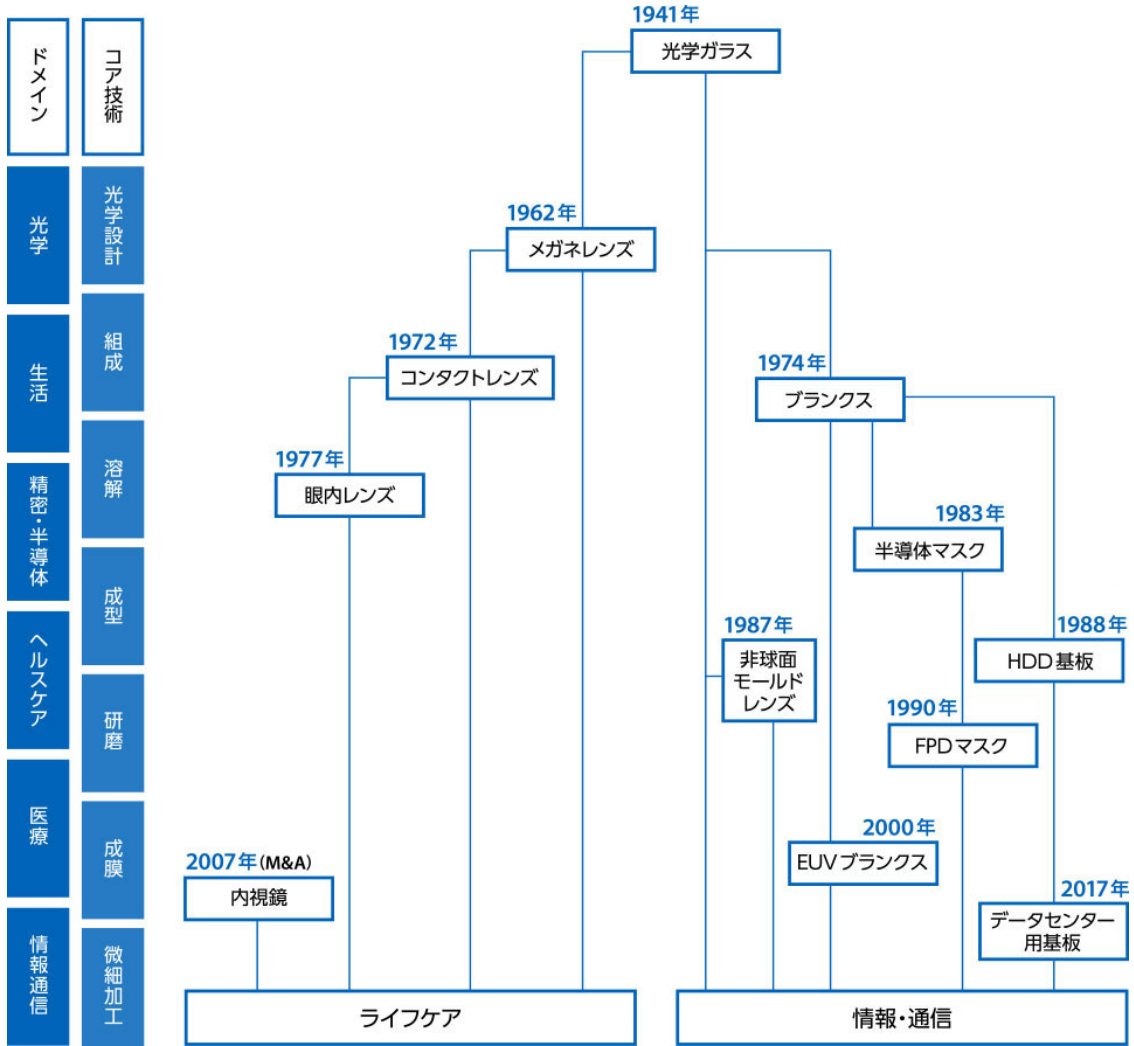 ドメイン
コア技術
光学
生活
精密・半導体
ヘルスケア
医療
情報通信
光学設計
組成
溶解
成型
研磨
成膜
微細加工
1941年
光学ガラス
1962年
メガネレンズ
1972年
コンタクトレンズ
1974年
ブランクス
1977年
眼内レンズ
1983年
半導体マスク
1987年
非球面
モールド
レンズ
1988年
HDD基板
1990年
FPDマスク
2000年
EUVブランクス
2007年(M&A)
内視鏡
2017年
データセンター
用基板
ライフケア
情報・通信